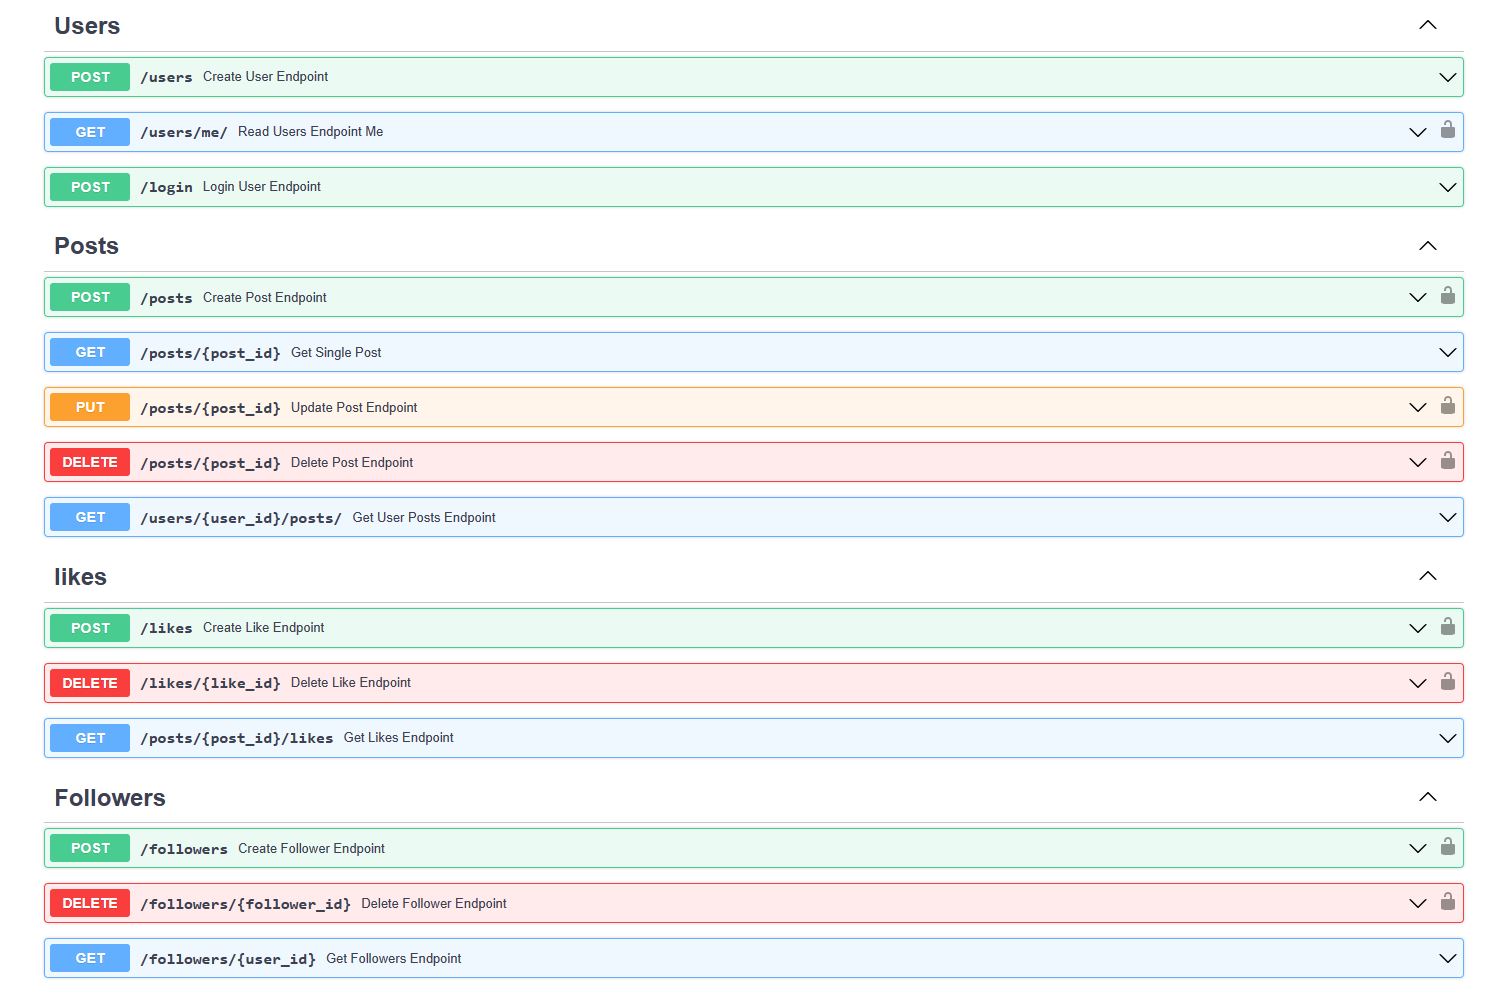 Users
POST /users Create User Endpoint
GET /users/me/ Read Users Endpoint Me
POST /login Login User Endpoint
Posts
POST /posts Create Post Endpoint
GET /posts/{post_id} Get Single Post
PUT /posts/{post_id} Update Post Endpoint
DELETE /posts/{post_id} Delete Post Endpoint
GET /users/{user_id}/posts/ Get User Posts Endpoint
likes
POST /likes Create Like Endpoint
DELETE /likes/{like_id} Delete Like Endpoint
GET /posts/{post_id}/likes Get Likes Endpoint
Followers
POST /followers Create Follower Endpoint
DELETE /followers/{follower_id} Delete Follower Endpoint
GET /followers/{user_id} Get Followers Endpoint